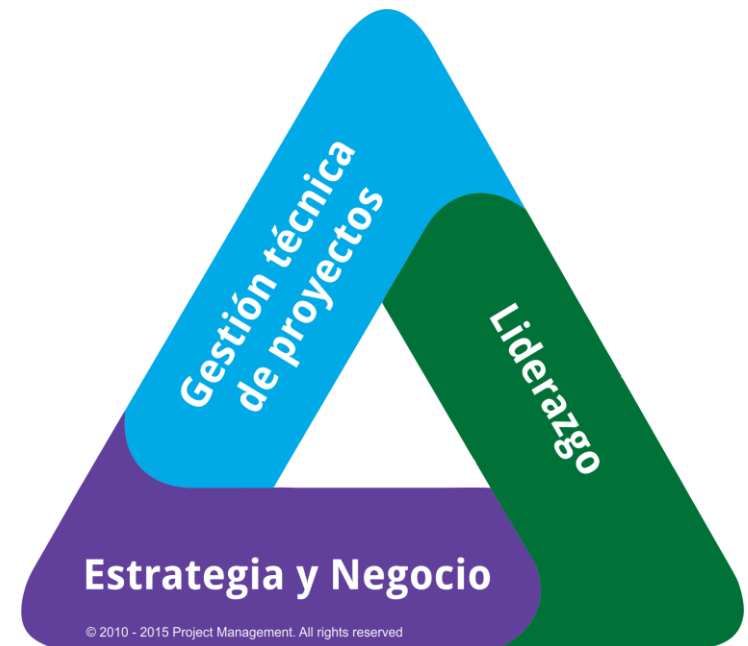 Gestión técnica
de proyectos
Liderazgo
Estrategia y Negocio
© 2010 - 2015 Project Management. All rights reserved